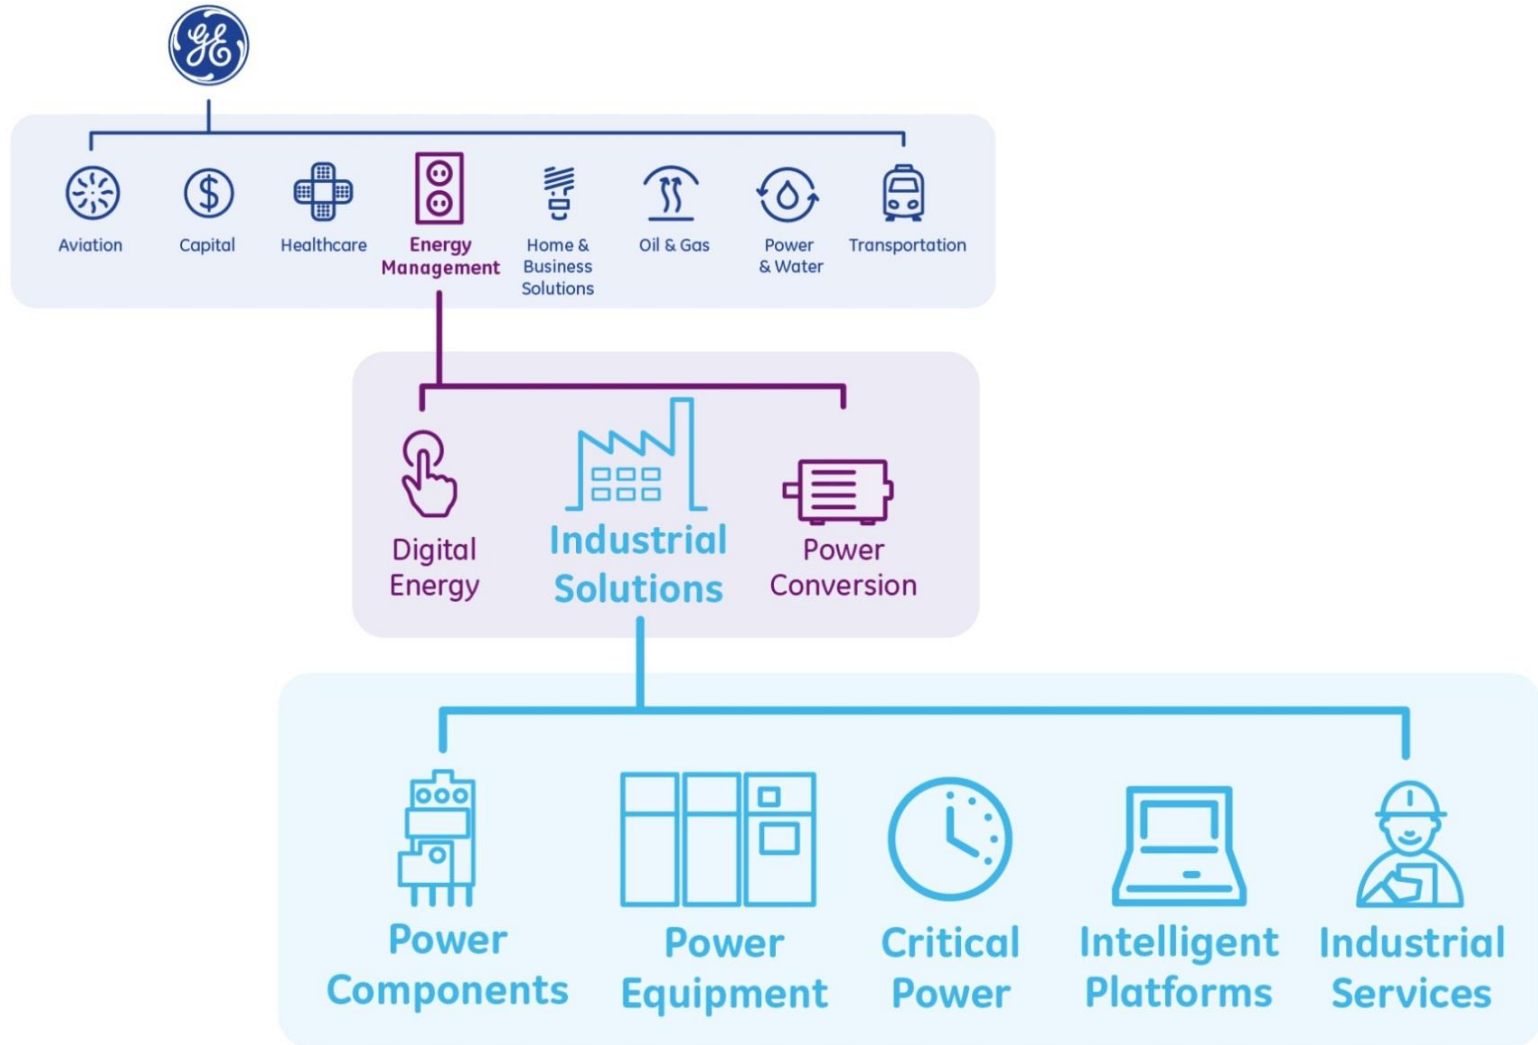 GE
Aviation
Capital
Healthcare
Energy
Management
Home &
Business
Solutions
Oil & Gas
Power
& Water
Transportation
Digital
Energy
Industrial
Solutions
Power
Conversion
Power
Components
Power
Equipment
Critical
Power
Intelligent
Platforms
Industrial
Services